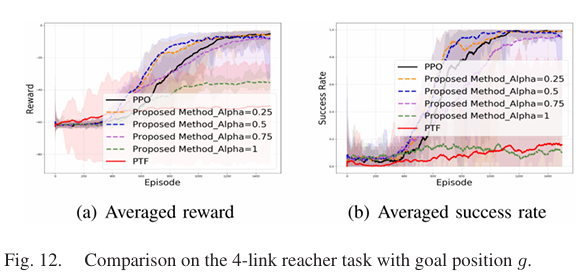 Reward
PPO
Proposed Method_Alpha=0.25
Proposed Method_Alpha=0.5
Proposed Method_Alpha=0.75
Proposed Method_Alpha=1
PTF
Episode
(a) Averaged reward
Success Rate
PPO
Proposed Method_Alpha=0.25
Proposed Method_Alpha=0.5
Proposed Method_Alpha=0.75
Proposed Method_Alpha=1
PTF
Episode
(b) Averaged success rate
Fig. 12. Comparison on the 4-link reacher task with goal position g.